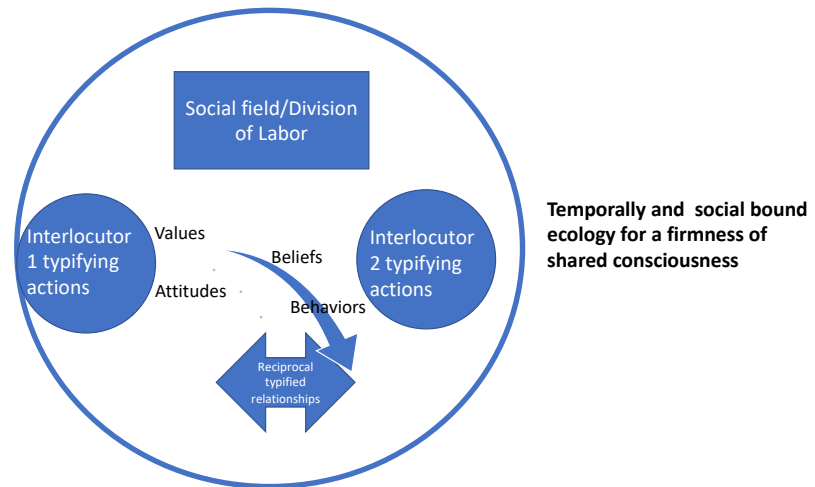 Social field/Division
of Labor
Interlocutor
1 typifying
actions
Values
Attitudes
Beliefs
Behaviors
Interlocutor
2 typifying
actions
Reciprocal
typified
relationships
Temporally and  social bound
ecology for a firmness of
shared consciousness